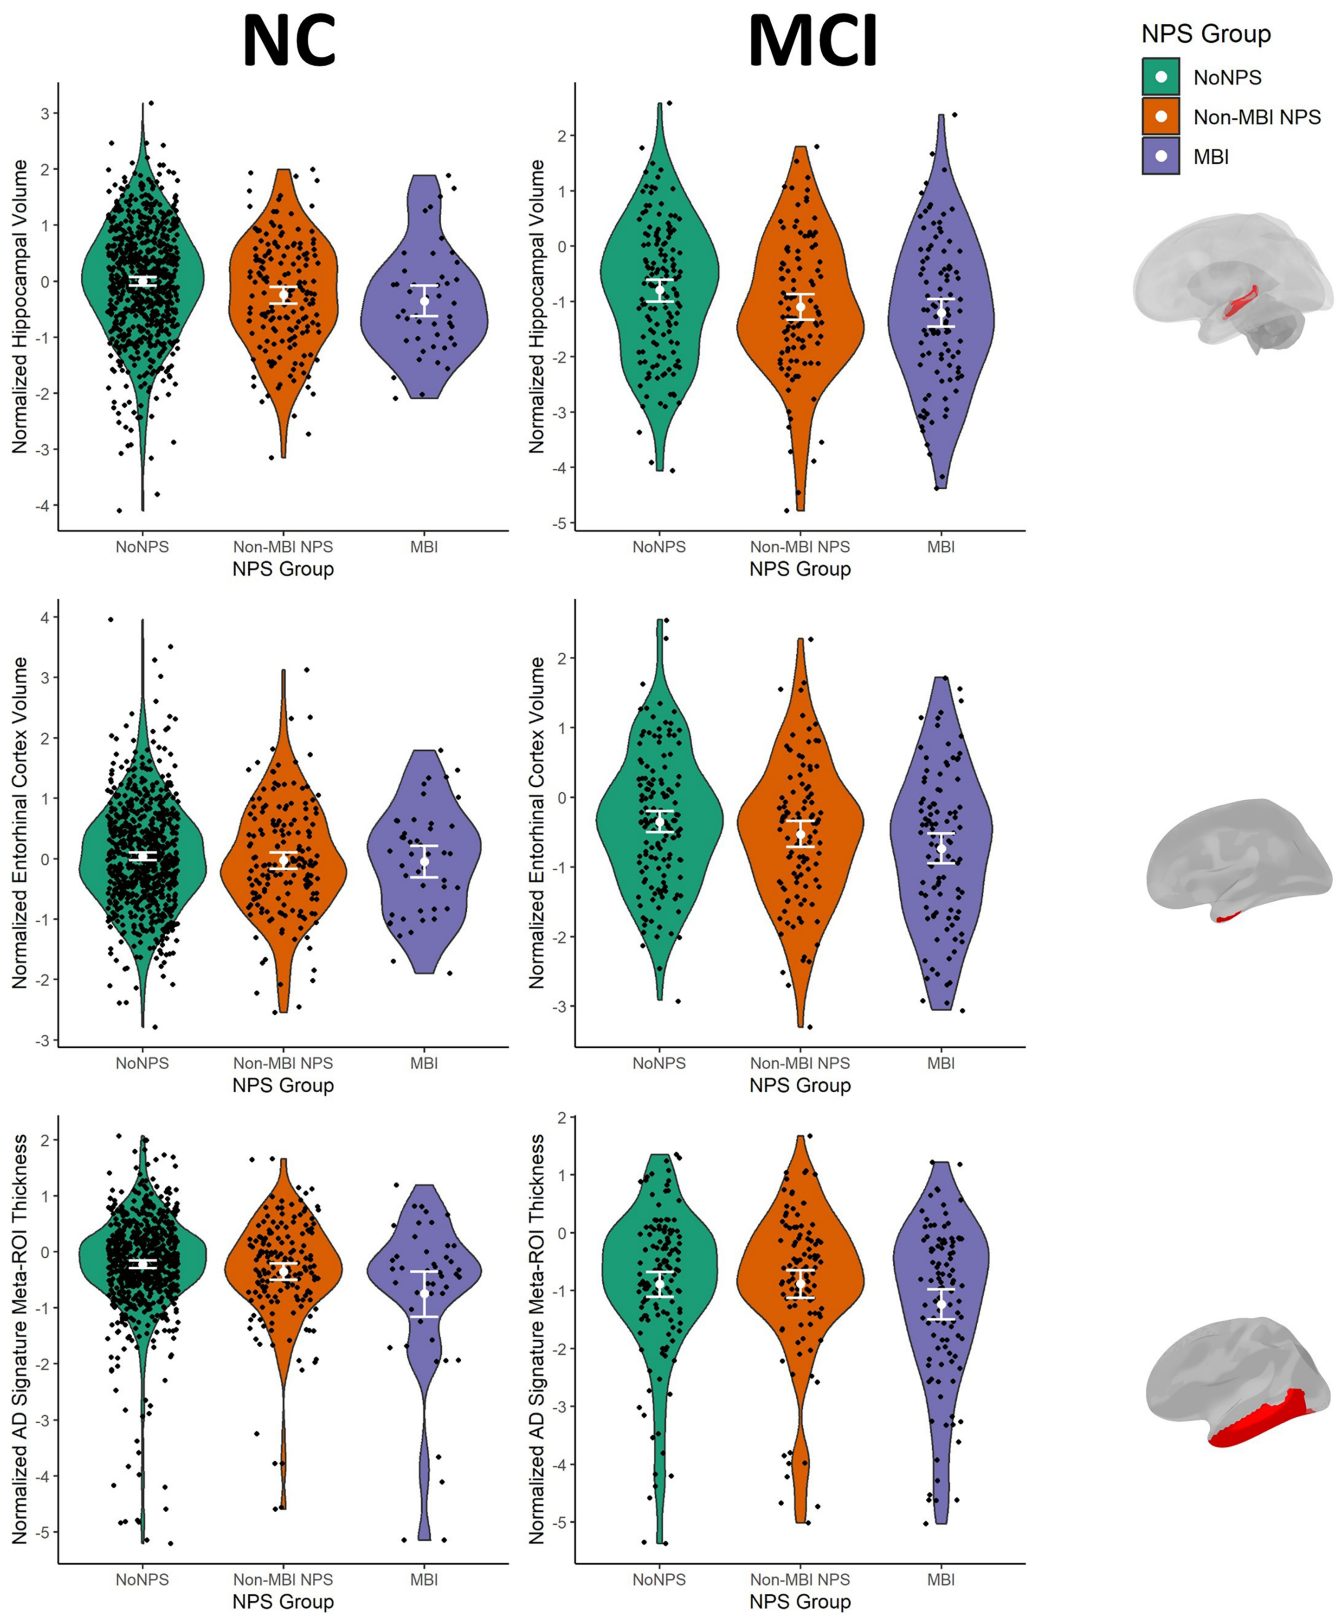 NC
MCI
NPS Group
NoNPS
Non-MBI NPS
MBI
Normalized Hippocampal Volume
3
2
1
0
-1
-2
-3
-4
NoNPS Non-MBI NPS MBI
NPS Group
Normalized Hippocampal Volume
2
1
0
-1
-2
-3
-4
-5
NoNPS Non-MBI NPS MBI
NPS Group
Normalized Entorhinal Cortex Volume
4
3
2
1
0
-1
-2
-3
NoNPS Non-MBI NPS MBI
NPS Group
Normalized Entorhinal Cortex Volume
2
1
0
-1
-2
-3
NoNPS Non-MBI NPS MBI
NPS Group
Normalized AD Signature Meta-ROI Thickness
2
1
0
-1
-2
-3
-4
-5
NoNPS Non-MBI NPS MBI
NPS Group
Normalized AD Signature Meta-ROI Thickness
2
1
0
-1
-2
-3
-4
-5
NoNPS Non-MBI NPS MBI
NPS Group